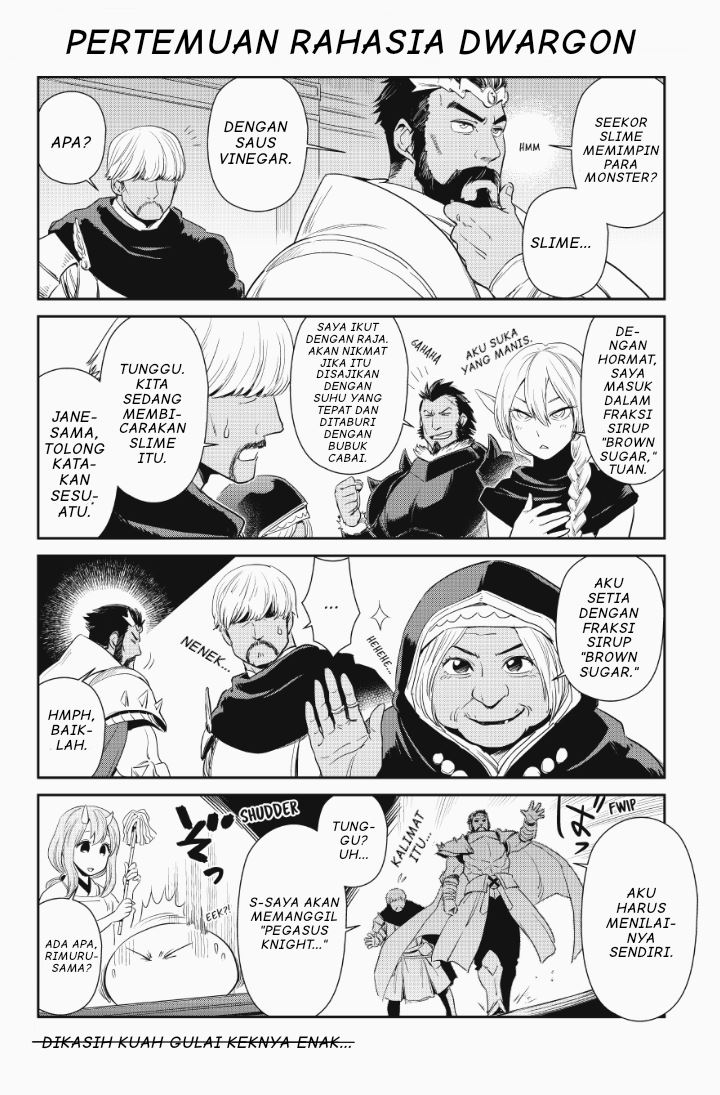 PERTEMUAN RAHASIA DWARGON
SEEKOR
SLIME
MEMIMPIN
PARA
MONSTER?
SLIME...
HMM
DENGAN
SAUS
VINEGAR.
APA?
DE-
NGAN
HORMAT,
SAYA
MASUK
DALAM
FRAKSI
SIRUP
"BROWN
SUGAR,"
TUAN.
AKU SUKA
YANG MANIS.
GAHAHA
SAYA IKUT
DENGAN RAJA.
AKAN NIKMAT
JIKA ITU
DISAJIKAN
DENGAN
SUHU YANG
TEPAT DAN
DITABURI
DENGAN
BUBUK
CABAI.
TUNGGU.
KITA
SEDANG
MEMBI-
CARAKAN
SLIME
ITU.
JANE-
SAMA,
TOLONG
KATA-
KAN
SESU-
ATU.
AKU
SETIA
DENGAN
FRAKSI
SIRUP
"BROWN
SUGAR."
HEHEHE...
...
NENEK...
HMPH,
BAIK-
LAH.
AKU
HARUS
MENILAI-
NYA
SENDIRI.
FWIP
KALIMAT
ITU...
TUNG-
GU?
UH...
S-SAYA AKAN
MEMANGGIL
"PEGASUS
KNIGHT..."
SHUDDER
EEK?!
ADA APA,
RIMURU-
SAMA?
DIKASIH KUAH GULAI KEKNYA ENAK...